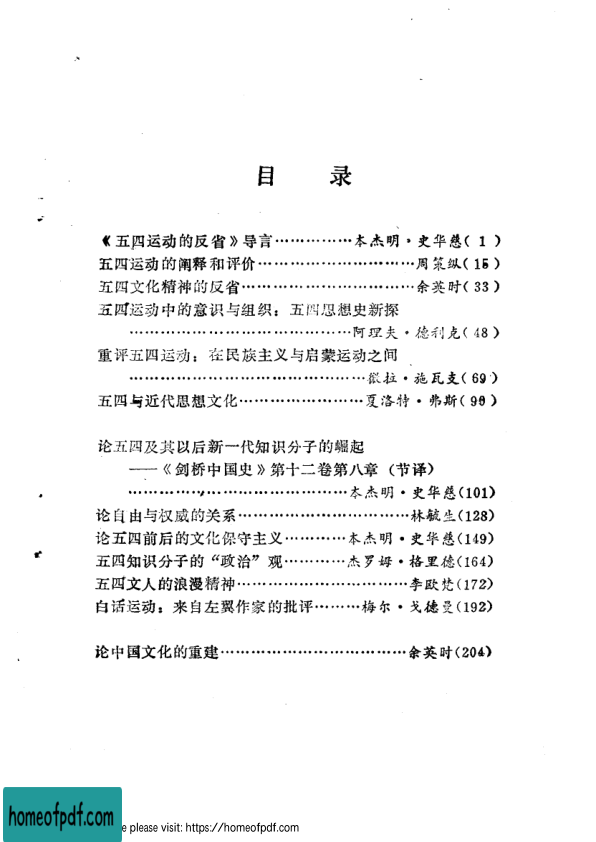 目 录
《五四运动的反省》导言……………本杰明·史华慈( 1 )
五四运动的阐释和评价…………………………周策纵( 15 )
五四文化精神的反省……………………………余英时( 33 )
五四运动中的意识与组织：五四思想史新探
……………………………………阿理夫·德利克( 48 )
重评五四运动：在民族主义与启蒙运动之间
………………………………………微拉·施瓦支( 69 )
五四与近代思想文化……………………夏洛特·弗斯( 90 )
论五四及其以后新一代知识分子的崛起
——《剑桥中国史》第十二卷第八章（节译）
……………………………………本杰明·史华慈(101)
论自由与权威的关系……………………………林毓生(128)
论五四前后的文化保守主义…………本杰明·史华慈(149)
五四知识分子的“政治”观…………杰罗姆·格里德(164)
五四文人的浪漫精神……………………………李欧梵(172)
白话运动：来自左翼作家的批评………梅尔·戈德曼(192)
论中国文化的重建………………………………余英时(204)
homeofpdf.com
e please visit: https://homeofpdf.com